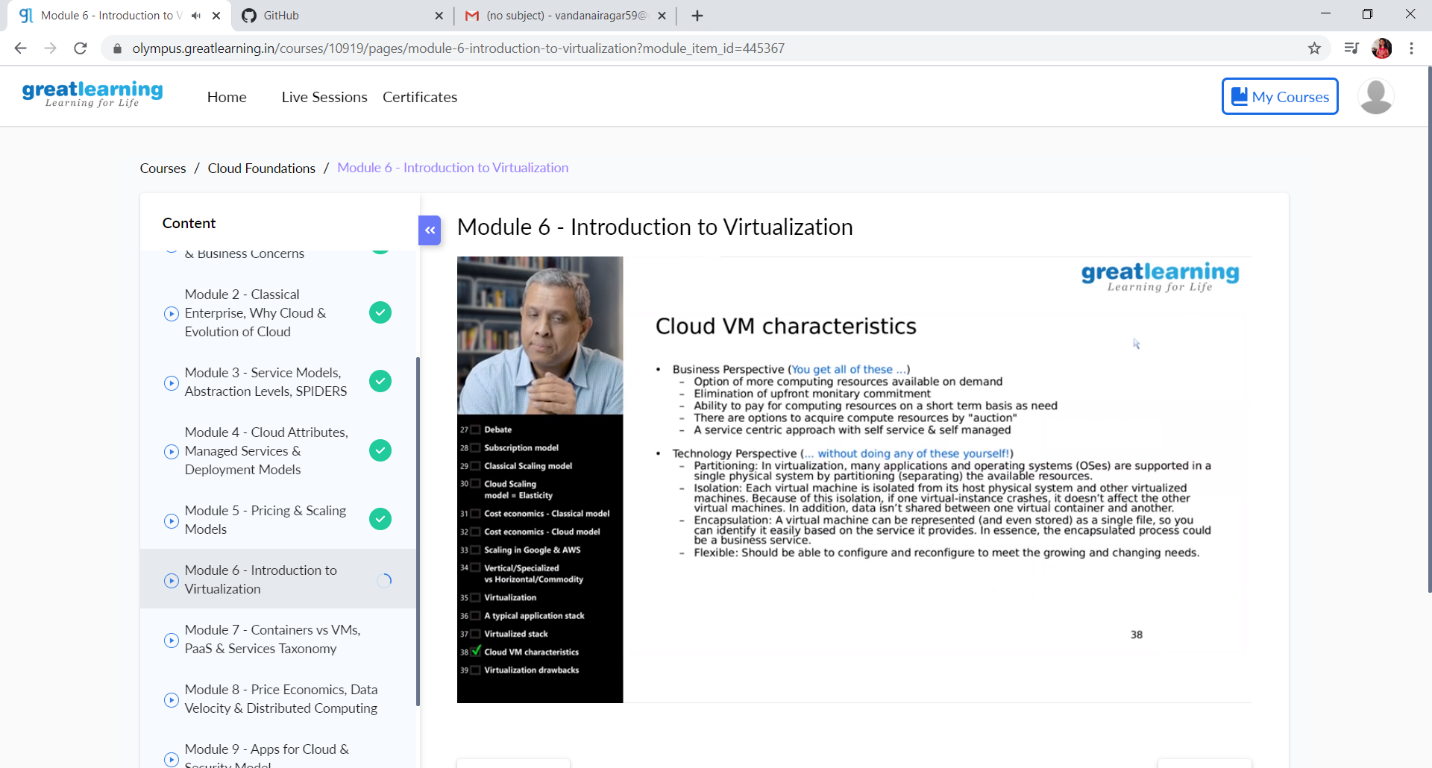 Module 6 - Introduction to V
GitHub
(no subject) - vandanairagar59@
olympus.greatlearning.in/courses/10919/pages/module-6-introduction-to-virtualization?module_item_id=445367
greatlearning
Learning for Life
Home
Live Sessions
Certificates
My Courses
Courses / Cloud Foundations / Module 6 - Introduction to Virtualization
Content
& Business Concerns
Module 2 - Classical
Enterprise, Why Cloud &
Evolution of Cloud
Module 3 - Service Models,
Abstraction Levels, SPIDERS
Module 4 - Cloud Attributes,
Managed Services &
Deployment Models
Module 5 - Pricing & Scaling
Models
Module 6 - Introduction to
Virtualization
Module 7 - Containers vs VMs,
PaaS & Services Taxonomy
Module 8 - Price Economics, Data
Velocity & Distributed Computing
Module 9 - Apps for Cloud &
Security Model
Module 6 - Introduction to Virtualization
27 Debate
28 Subscription model
29 Classical Scaling model
30 Cloud Scaling
model = Elasticity
31 Cost economics - Classical model
32 Cost economics - Cloud model
33 Scaling in Google & AWS
34 Vertical/Specialized
vs Horizontal/Commodity
35 Virtualization
36 A typical application stack
37 Virtualized stack
38 Cloud VM characteristics
39 Virtualization drawbacks
greatlearning
Learning for Life
Cloud VM characteristics
• Business Perspective (You get all of these ...)
– Option of more computing resources available on demand
– Elimination of upfront monitary commitment
– Ability to pay for computing resources on a short term basis as need
– There are options to acquire compute resources by "auction"
– A service centric approach with self service & self managed
• Technology Perspective (... without doing any of these yourself!)
– Partitioning: In virtualization, many applications and operating systems (OSes) are supported in a
single physical system by partitioning (separating) the available resources.
– Isolation: Each virtual machine is isolated from its host physical system and other virtualized
machines. Because of this isolation, if one virtual-instance crashes, it doesn't affect the other
virtual machines. In addition, data isn't shared between one virtual container and another.
– Encapsulation: A virtual machine can be represented (and even stored) as a single file, so you
can identify it easily based on the service it provides. In essence, the encapsulated process could
be a business service.
– Flexible: Should be able to configure and reconfigure to meet the growing and changing needs.
38